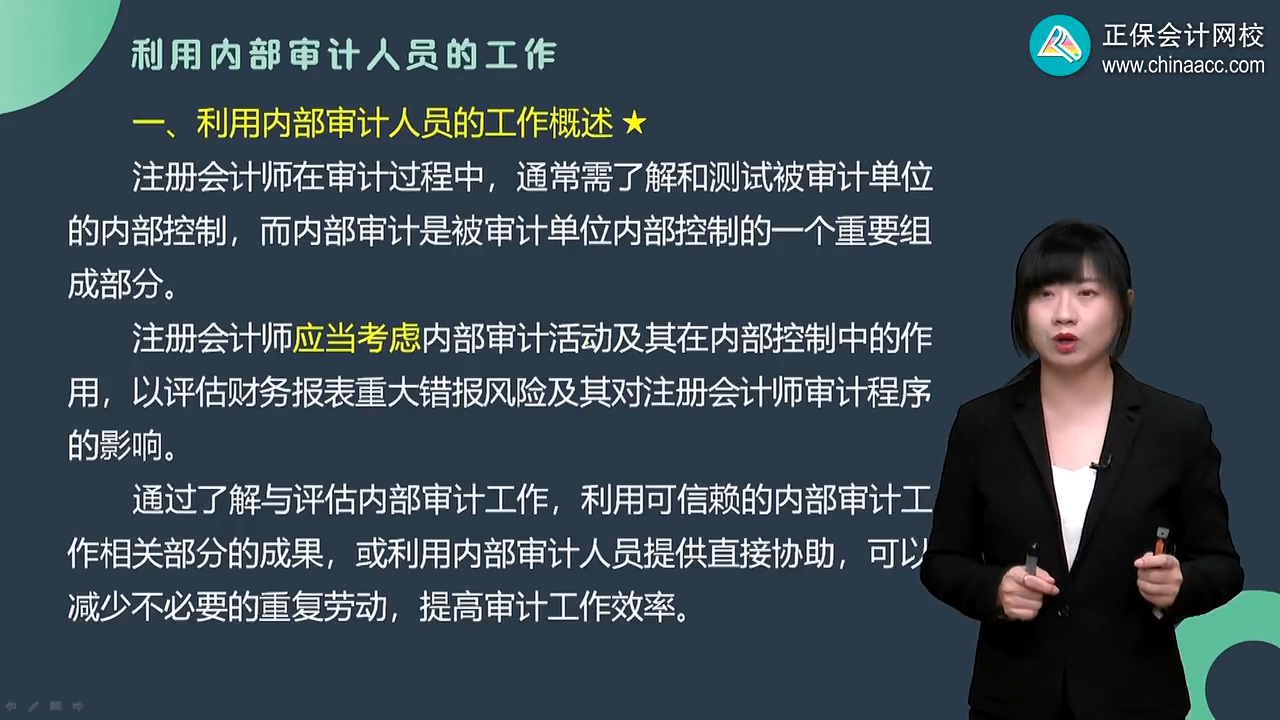 利用内部审计人员的工作
正保会计网校
www.chinaacc.com
一、利用内部审计人员的工作概述 ★
注册会计师在审计过程中，通常需了解和测试被审计单位
的内部控制，而内部审计是被审计单位内部控制的一个重要组
成部分。
注册会计师应当考虑内部审计活动及其在内部控制中的作
用，以评估财务报表重大错报风险及其对注册会计师审计程序
的影响。
通过了解与评估内部审计工作，利用可信赖的内部审计工
作相关部分的成果，或利用内部审计人员提供直接协助，可以
减少不必要的重复劳动，提高审计工作效率。